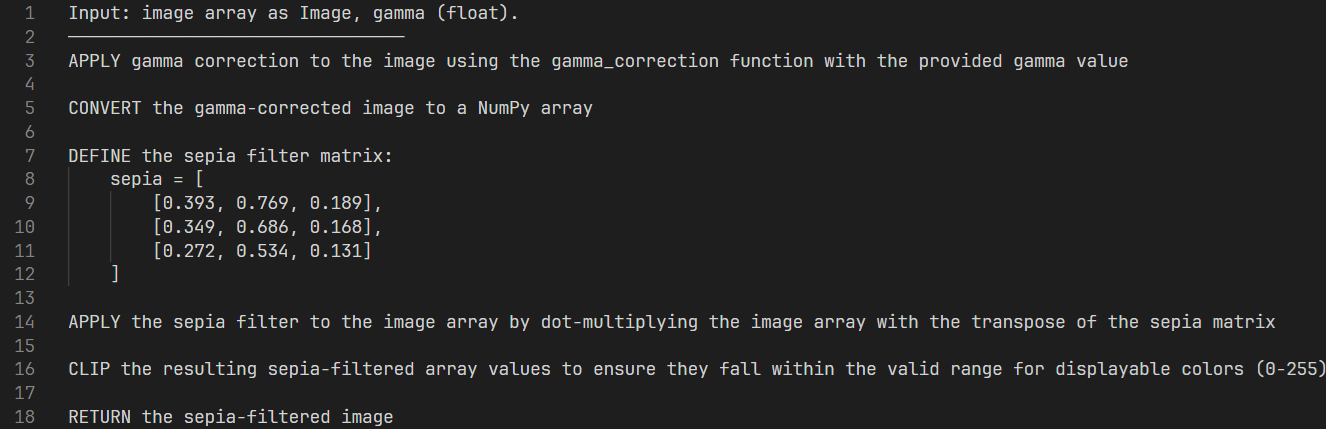 1 Input: image array as Image, gamma (float).
2 ————————————————————————————————
3 APPLY gamma correction to the image using the gamma_correction function with the provided gamma value
4
5 CONVERT the gamma-corrected image to a NumPy array
6
7 DEFINE the sepia filter matrix:
8 sepia = [
9 [0.393, 0.769, 0.189],
10 [0.349, 0.686, 0.168],
11 [0.272, 0.534, 0.131]
12 ]
13
14 APPLY the sepia filter to the image array by dot-multiplying the image array with the transpose of the sepia matrix
15
16 CLIP the resulting sepia-filtered array values to ensure they fall within the valid range for displayable colors (0-255)
17
18 RETURN the sepia-filtered image